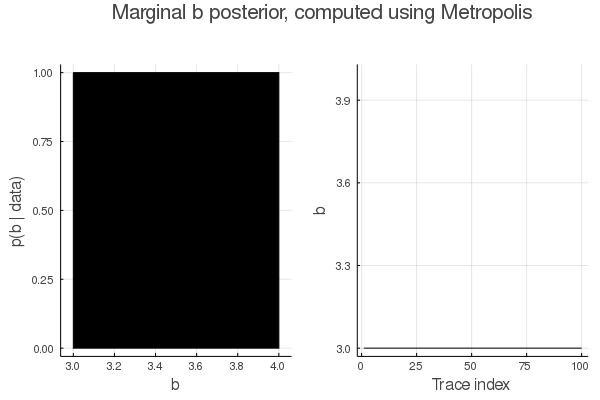 Marginal b posterior, computed using Metropolis
p(b | data)
1.00
0.75
0.50
0.25
0.00
3.0 3.2 3.4 3.6 3.8 4.0
b
b
3.9
3.6
3.3
3.0
0 25 50 75 100
Trace index